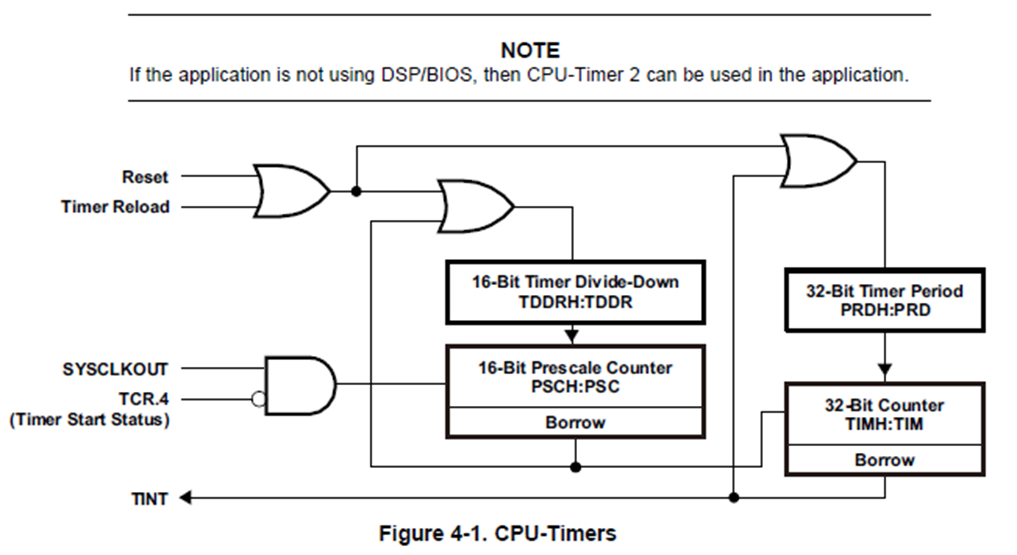 NOTE
If the application is not using DSP/BIOS, then CPU-Timer 2 can be used in the application.
Reset
Timer Reload
16-Bit Timer Divide-Down
TDDRH:TDDR
32-Bit Timer Period
PRDH:PRD
SYSCLKOUT
TCR.4
(Timer Start Status)
16-Bit Prescale Counter
PSCH:PSC
Borrow
32-Bit Counter
TIMH:TIM
Borrow
TINT
Figure 4-1. CPU-Timers